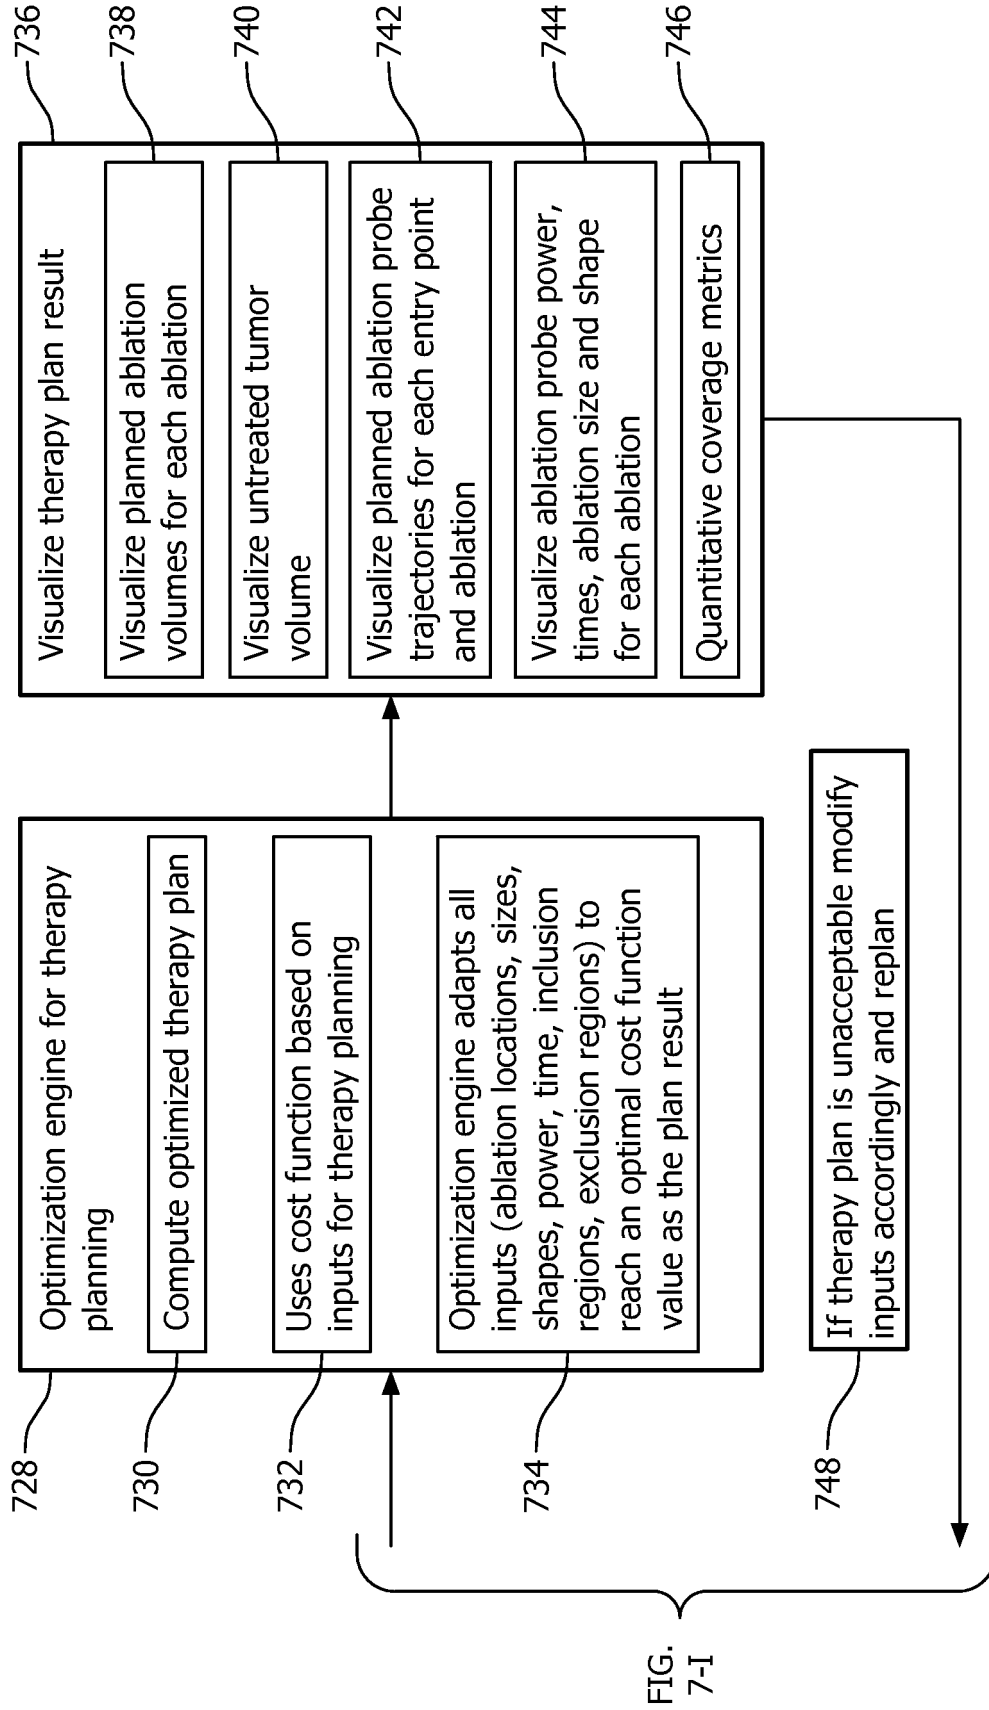 728
Optimization engine for therapy
planning
730
Compute optimized therapy plan
732
Uses cost function based on
inputs for therapy planning
734
Optimization engine adapts all
inputs (ablation locations, sizes,
shapes, power, time, inclusion
regions, exclusion regions) to
reach an optimal cost function
value as the plan result
736
Visualize therapy plan result
738
Visualize planned ablation
volumes for each ablation
740
Visualize untreated tumor
volume
742
Visualize planned ablation probe
trajectories for each entry point
and ablation
744
Visualize ablation probe power,
times, ablation size and shape
for each ablation
746
Quantitative coverage metrics
748
If therapy plan is unacceptable modify
inputs accordingly and replan
FIG.
7-I